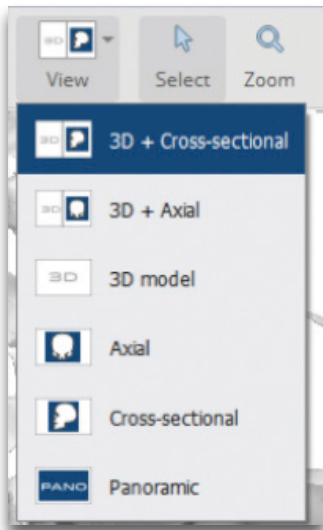 3D
View Select Zoom
3D 3D + Cross-sectional
3D 3D + Axial
3D 3D model
Axial
Cross-sectional
PANO Panoramic